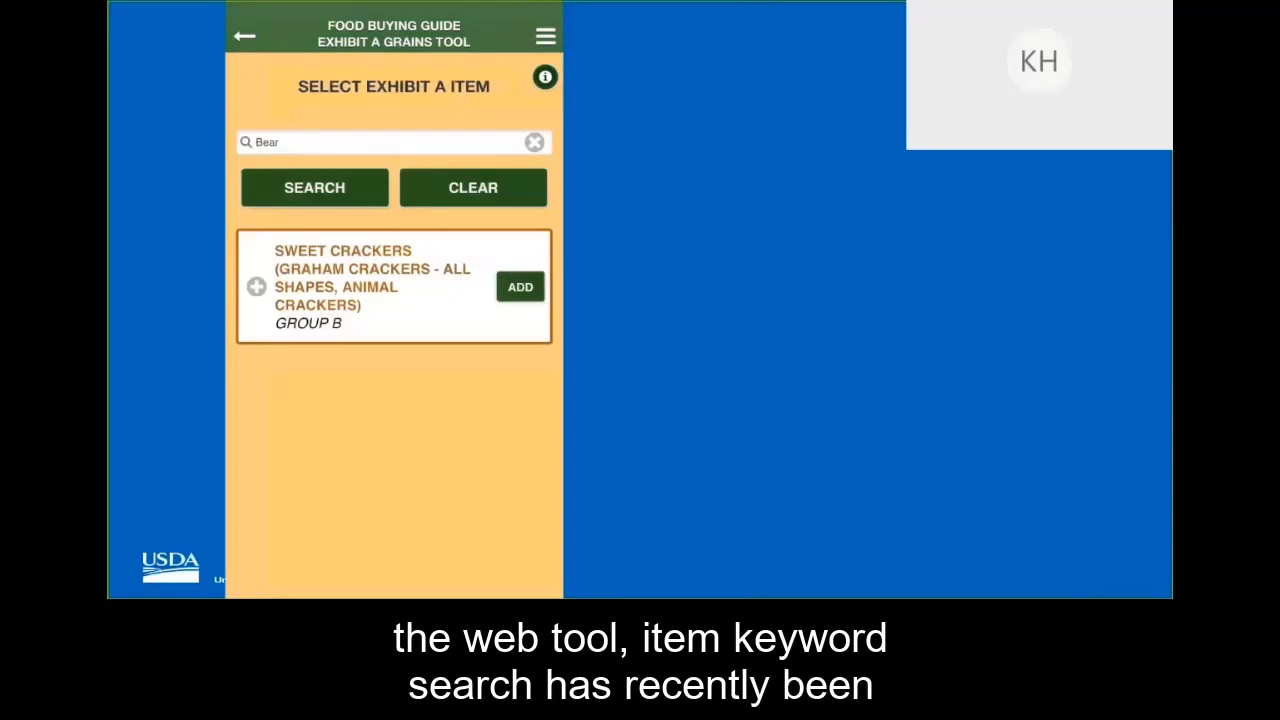 FOOD BUYING GUIDE
EXHIBIT A GRAINS TOOL
KH
SELECT EXHIBIT A ITEM
Bear
SEARCH
CLEAR
SWEET CRACKERS
(GRAHAM CRACKERS - ALL
SHAPES, ANIMAL
CRACKERS)
GROUP B
ADD
USDA
the web tool, item keyword
search has recently been